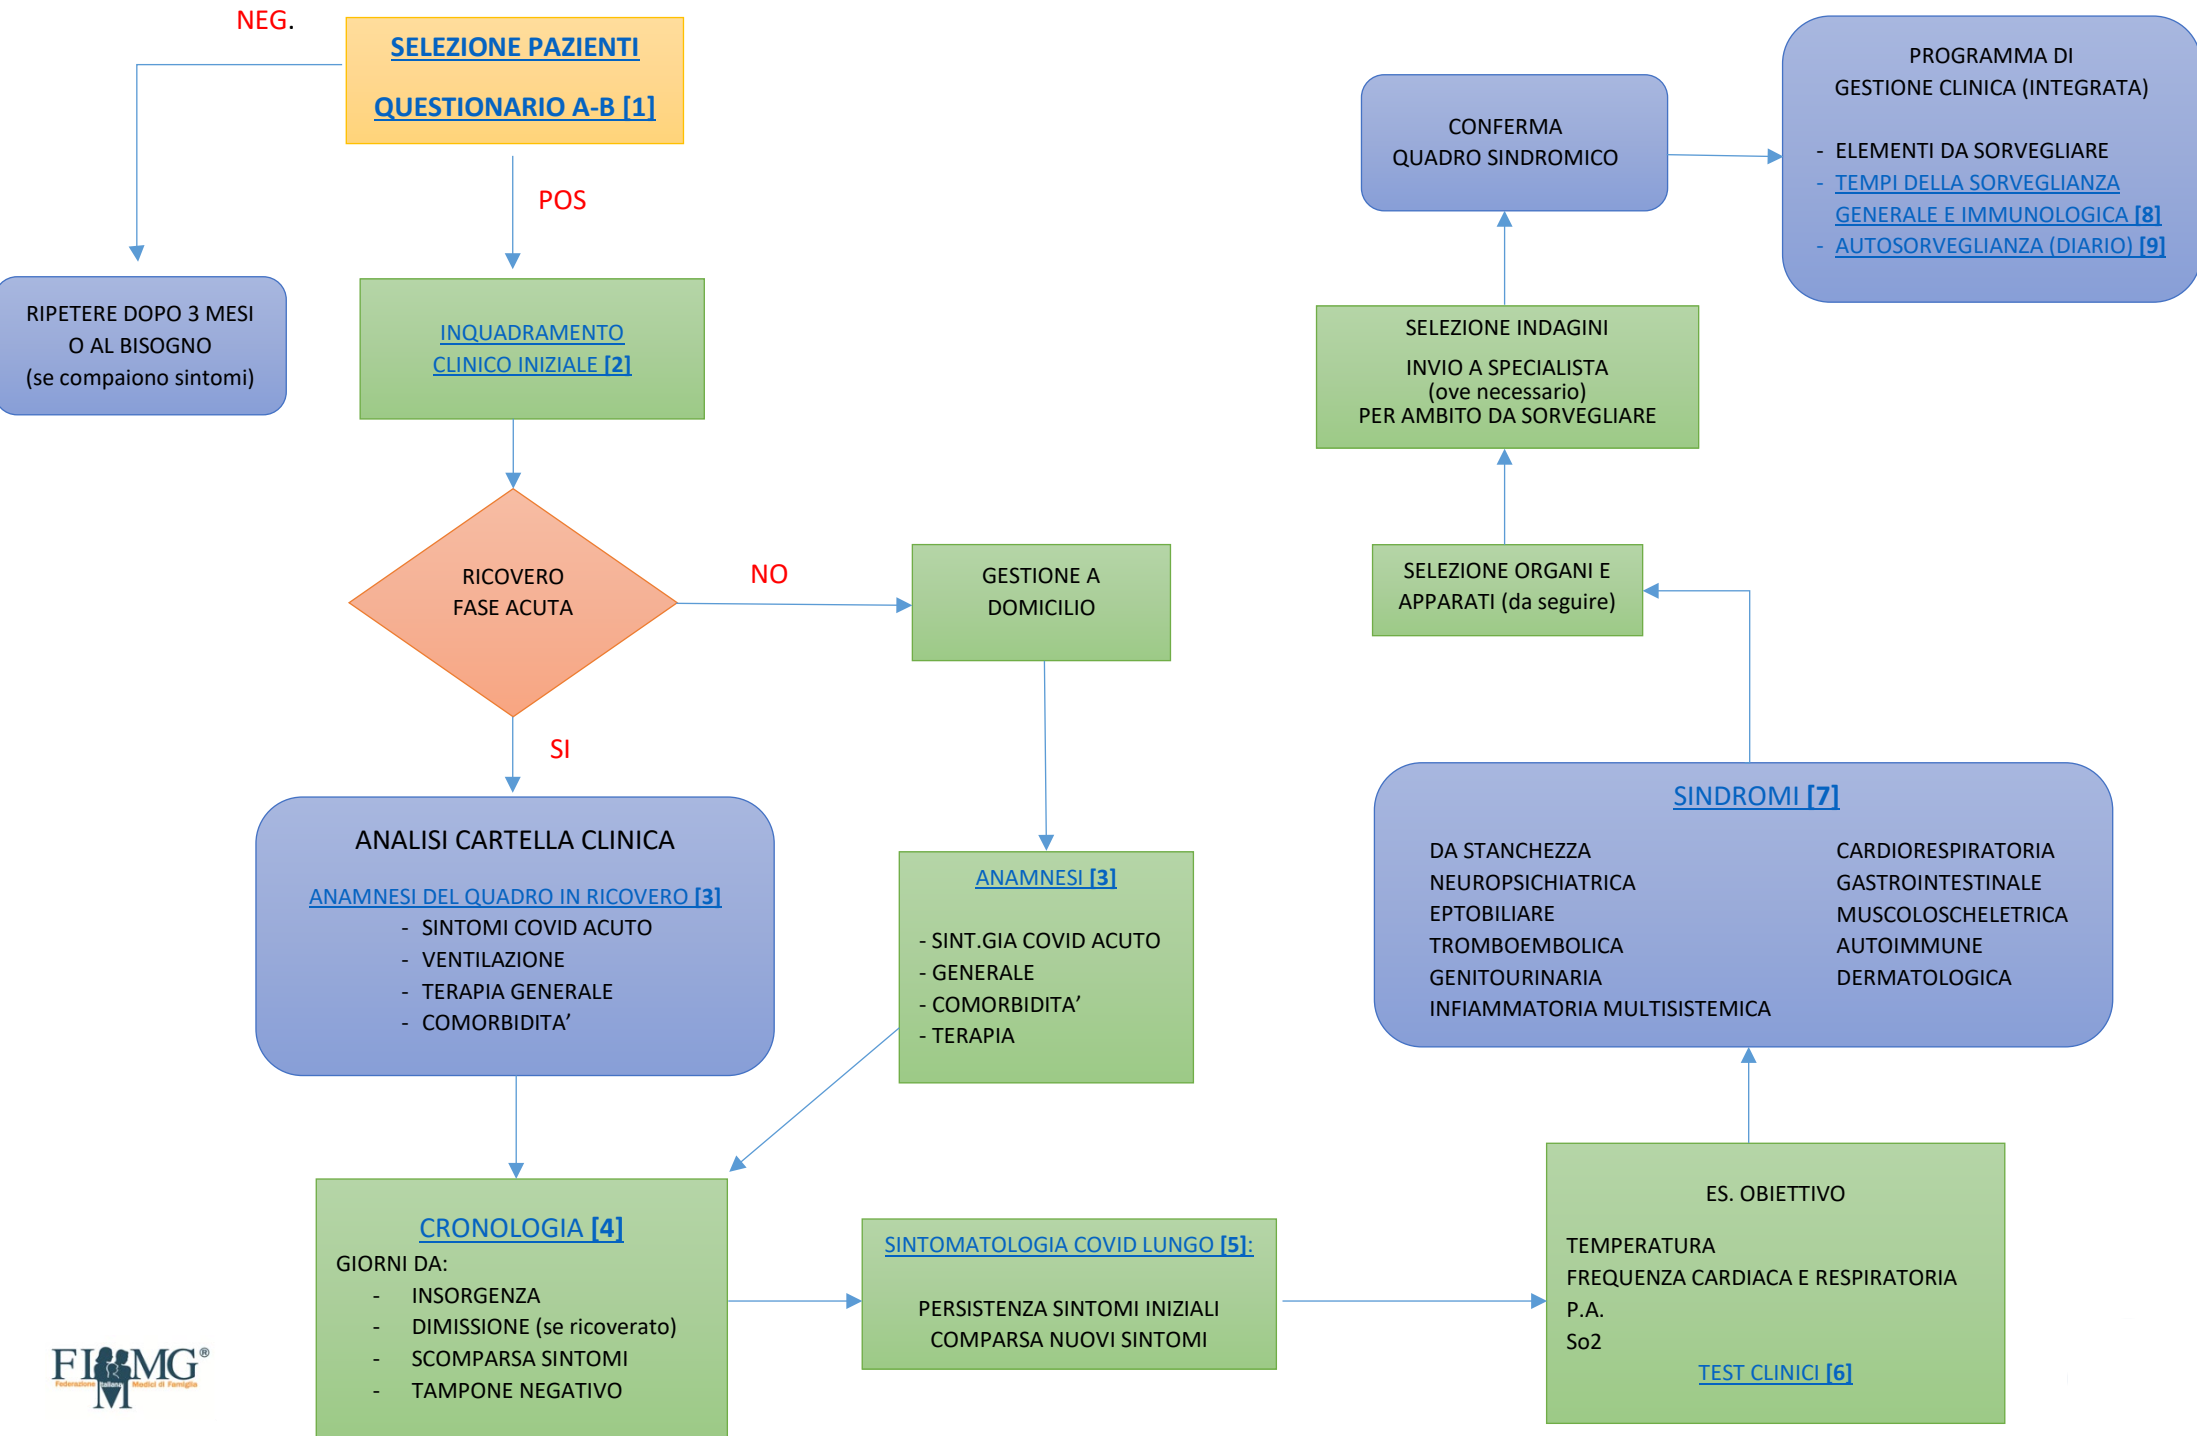 NEG.
SELEZIONE PAZIENTI
QUESTIONARIO A-B [1]
POS
RIPETERE DOPO 3 MESI
O AL BISOGNO
(se compaiono sintomi)
INQUADRAMENTO
CLINICO INIZIALE [2]
RICOVERO
FASE ACUTA
NO
GESTIONE A
DOMICILIO
SI
ANALISI CARTELLA CLINICA
ANAMNESI DEL QUADRO IN RICOVERO [3]
- SINTOMI COVID ACUTO
- VENTILAZIONE
- TERAPIA GENERALE
- COMORBIDITA’
ANAMNESI [3]
- SINT.GIA COVID ACUTO
- GENERALE
- COMORBIDITA’
- TERAPIA
CRONOLOGIA [4]
GIORNI DA:
- INSORGENZA
- DIMISSIONE (se ricoverato)
- SCOMPARSA SINTOMI
- TAMPONE NEGATIVO
SINTOMATOLOGIA COVID LUNGO [5]:
PERSISTENZA SINTOMI INIZIALI
COMPARSA NUOVI SINTOMI
ES. OBIETTIVO
TEMPERATURA
FREQUENZA CARDIACA E RESPIRATORIA
P.A.
So2
TEST CLINICI [6]
SINDROMI [7]
DA STANCHEZZA
NEUROPSICHIATRICA
EPTOBILIARE
TROMBOEMBOLICA
GENITOURINARIA
INFIAMMATORIA MULTISISTEMICA
CARDIORESPIRATORIA
GASTROINTESTINALE
MUSCOLOSCHELETRICA
AUTOIMMUNE
DERMATOLOGICA
SELEZIONE ORGANI E
APPARATI (da seguire)
SELEZIONE INDAGINI
INVIO A SPECIALISTA
(ove necessario)
PER AMBITO DA SORVEGLIARE
CONFERMA
QUADRO SINDROMICO
PROGRAMMA DI
GESTIONE CLINICA (INTEGRATA)
- ELEMENTI DA SORVEGLIARE
- TEMPI DELLA SORVEGLIANZA
GENERALE E IMMUNOLOGICA [8]
- AUTOSORVEGLIANZA (DIARIO) [9]
FIMMG®
Federazione Italiana Medici di Famiglia